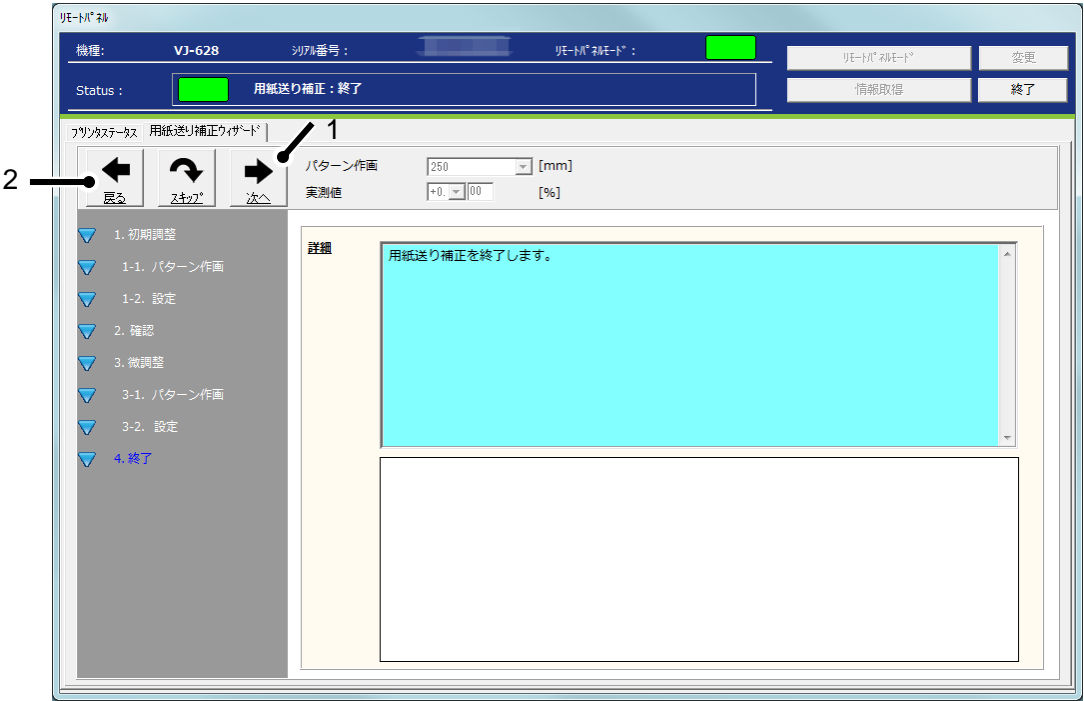 ﾘﾓｰﾄﾊﾟﾈﾙ
機種: VJ-628 ｼﾘｱﾙ番号： ﾘﾓｰﾄﾊﾟﾈﾙﾓｰﾄﾞ： ﾘﾓｰﾄﾊﾟﾈﾙﾓｰﾄﾞ 変更
Status： 用紙送り補正：終了 情報取得 終了
ﾌﾟﾘﾝﾀｽﾃｰﾀｽ 用紙送り補正ｳｨｻﾞｰﾄﾞ 1
2
戻る ｽｷｯﾌﾟ 次へ
パターン作画 250 [mm]
実測値 +0. 00 [%]
1. 初期調整
1-1. パターン作画
1-2. 設定
2. 確認
3. 微調整
3-1. パターン作画
3-2. 設定
4. 終了
詳細
用紙送り補正を終了します。